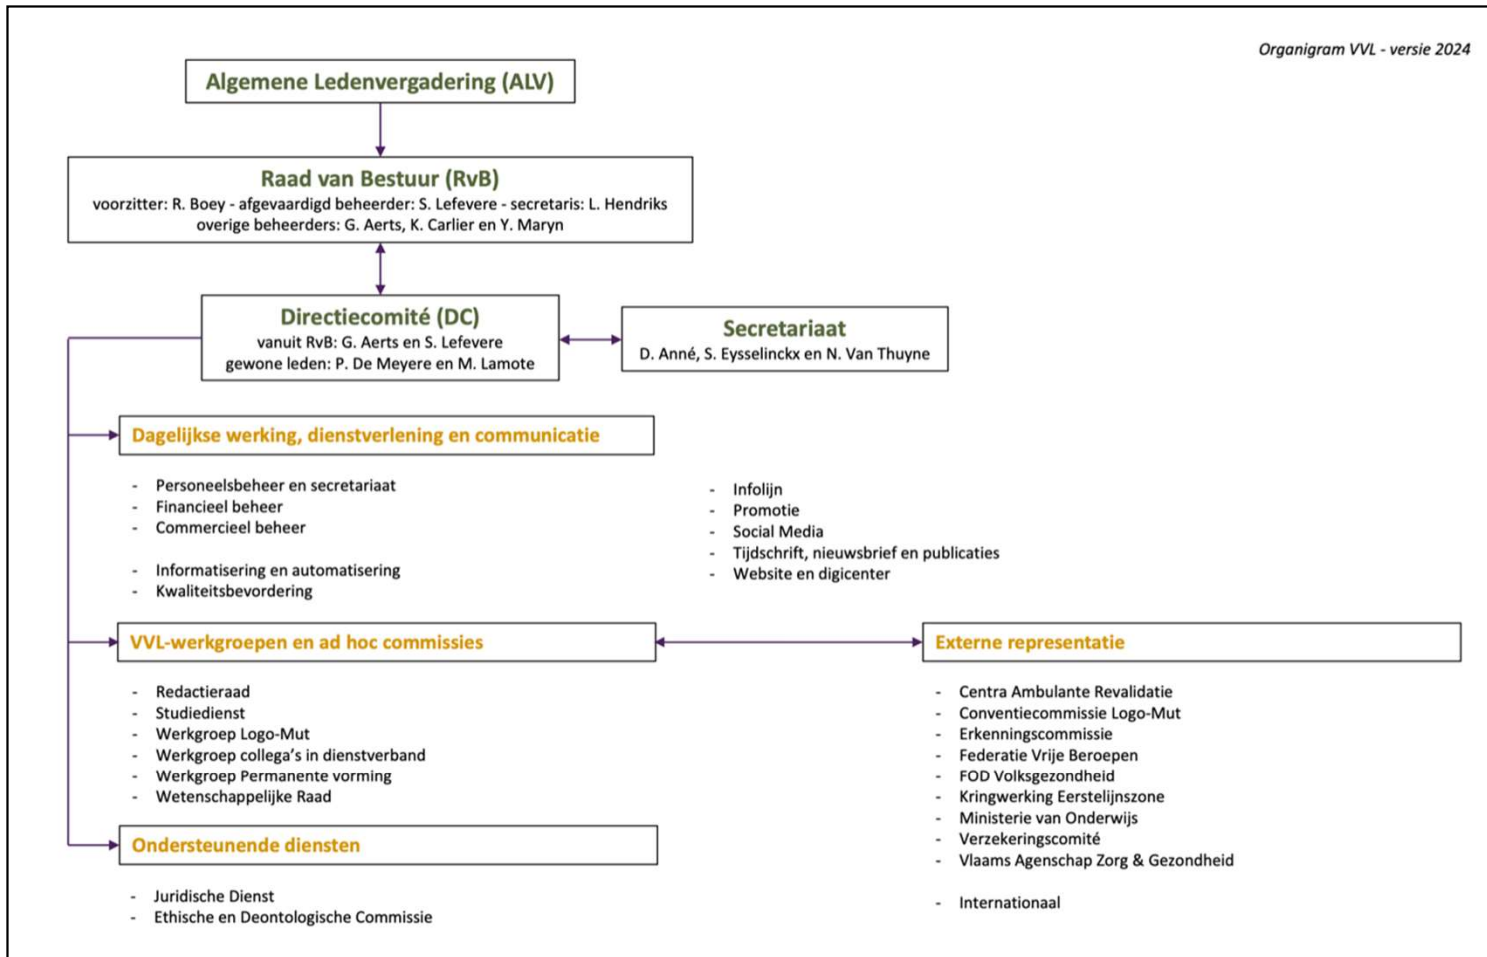 Organigram VVL - versie 2024
Algemene Ledenvergadering (ALV)
Raad van Bestuur (RvB)
voorzitter: R. Boey - afgevaardigd beheerder: S. Lefevere - secretaris: L. Hendriks
overige beheerders: G. Aerts, K. Carlier en Y. Maryn
Directiecomité (DC)
vanuit RvB: G. Aerts en S. Lefevere
gewone leden: P. De Meyere en M. Lamote
Secretariaat
D. Anné, S. Eysselinckx en N. Van Thuyne
Dagelijkse werking, dienstverlening en communicatie
- Personeelsbeheer en secretariaat
- Financieel beheer
- Commercieel beheer
- Informatisering en automatisering
- Kwaliteitsbevordering
- Infolijn
- Promotie
- Social Media
- Tijdschrift, nieuwsbrief en publicaties
- Website en digicenter
VVL-werkgroepen en ad hoc commissies
- Redactieraad
- Studiedienst
- Werkgroep Logo-Mut
- Werkgroep collega's in dienstverband
- Werkgroep Permanente vorming
- Wetenschappelijke Raad
Externe representatie
- Centra Ambulante Revalidatie
- Conventiecommissie Logo-Mut
- Erkenningscommissie
- Federatie Vrije Beroepen
- FOD Volksgezondheid
- Kringwerking Eerstelijnszone
- Ministerie van Onderwijs
- Verzekeringscomité
- Vlaams Agenschap Zorg & Gezondheid
- Internationaal
Ondersteunende diensten
- Juridische Dienst
- Ethische en Deontologische Commissie